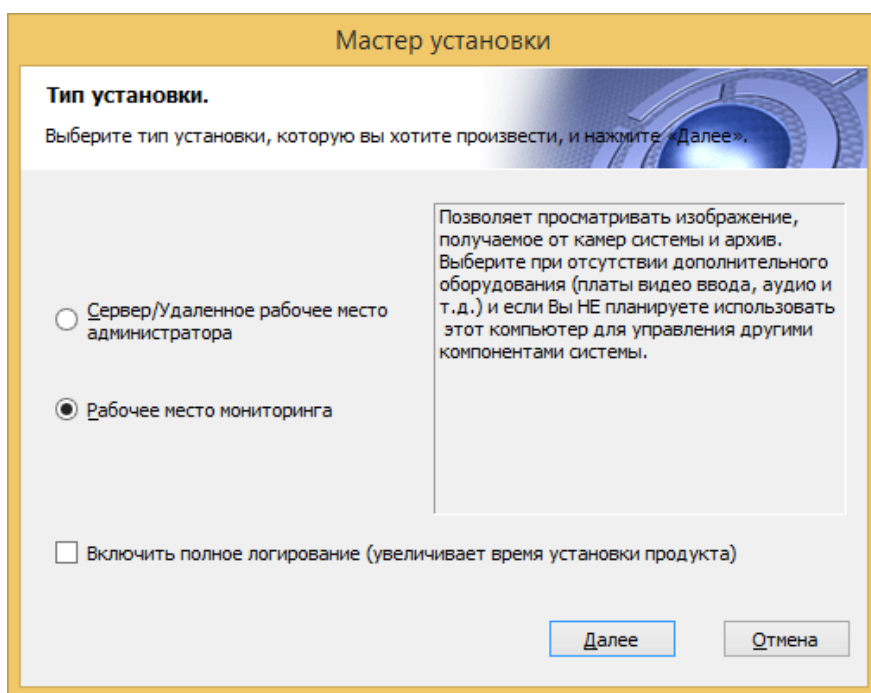 Мастер установки
Тип установки.
Выберите тип установки, которую вы хотите произвести, и нажмите «Далее».
Сервер/Удаленное рабочее место
администратора
Рабочее место мониторинга
Позволяет просматривать изображение,
получаемое от камер системы и архив.
Выберите при отсутствии дополнительного
оборудования (платы видео ввода, аудио и
т.д.) и если Вы НЕ планируете использовать
этот компьютер для управления другими
компонентами системы.
Включить полное логирование (увеличивает время установки продукта)
Далее
Отмена